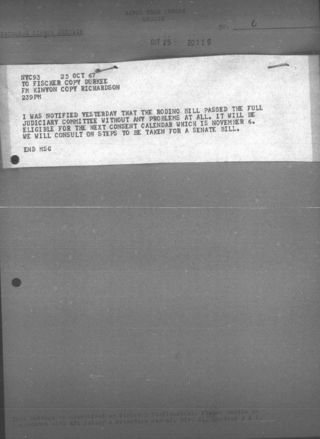 NO. 6
OCT 25 2011 G
NYC93 23 OCT 67
TO FISCHER COPY DURKEE
FM KINYON COPY RICHARDSON
239PM
I WAS NOTIFIED YESTERDAY THAT THE RODINO BILL PASSED THE FULL
JUDICIARY COMMITTEE WITHOUT ANY PROBLEMS AT ALL. IT WILL BE
ELIGIBLE FOR THE NEXT CONSENT CALENDAR WHICH IS NOVEMBER 6.
WE WILL CONSULT ON STEPS TO BE TAKEN FOR A SENATE BILL.
END MSG